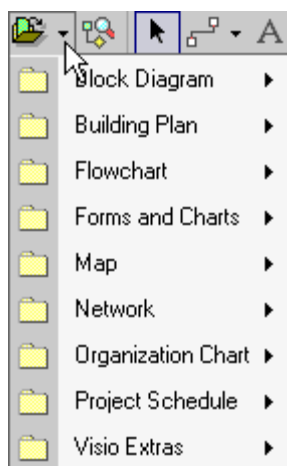 A
Block Diagram
Building Plan
Flowchart
Forms and Charts
Map
Network
Organization Chart
Project Schedule
Visio Extras